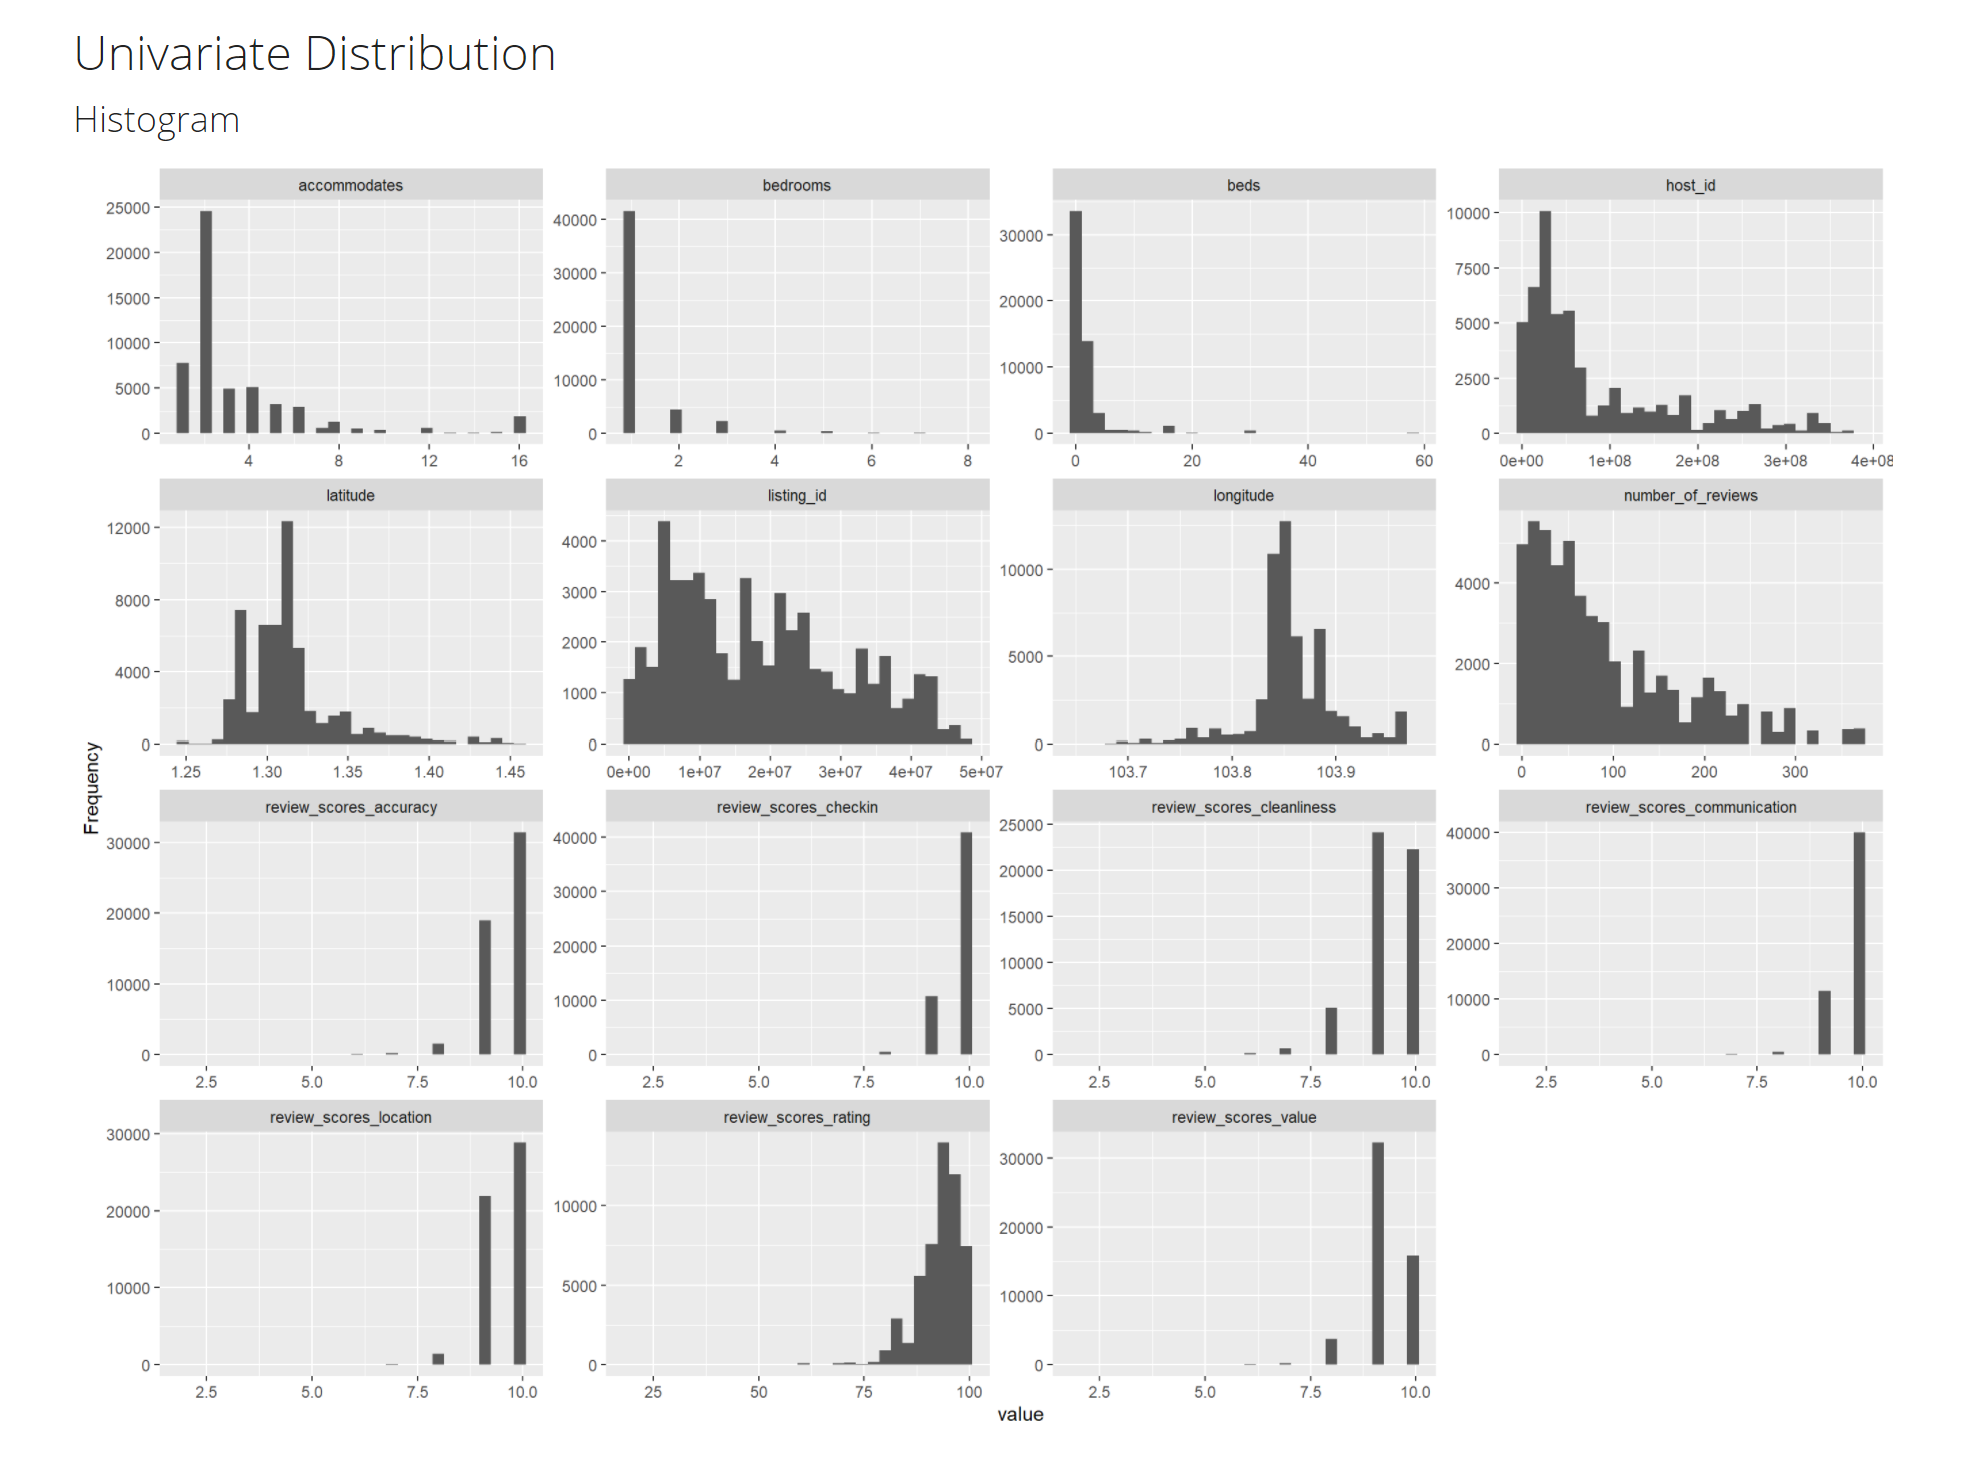 Univariate Distribution
Histogram
accommodates bedrooms beds host_id
25000 20000 15000 10000 5000 0
40000 30000 20000 10000 0
30000 20000 10000 0
10000 7500 5000 2500 0
4 8 12 16
2 4 6 8
0 20 40 60
0e+00 1e+08 2e+08 3e+08 4e+08
latitude listing_id longitude number_of_reviews
12000 8000 4000 0
4000 3000 2000 1000 0
10000 5000 0
4000 2000 0
1.25 1.30 1.35 1.40 1.45
0e+00 1e+07 2e+07 3e+07 4e+07 5e+07
103.7 103.8 103.9
0 100 200 300
Frequency
review_scores_accuracy review_scores_checkin review_scores_cleanliness review_scores_communication
30000 20000 10000 0
40000 30000 20000 10000 0
25000 20000 15000 10000 5000 0
40000 30000 20000 10000 0
2.5 5.0 7.5 10.0
2.5 5.0 7.5 10.0
2.5 5.0 7.5 10.0
2.5 5.0 7.5 10.0
review_scores_location review_scores_rating review_scores_value
30000 20000 10000 0
10000 5000 0
30000 20000 10000 0
2.5 5.0 7.5 10.0
25 50 75 100
2.5 5.0 7.5 10.0
value